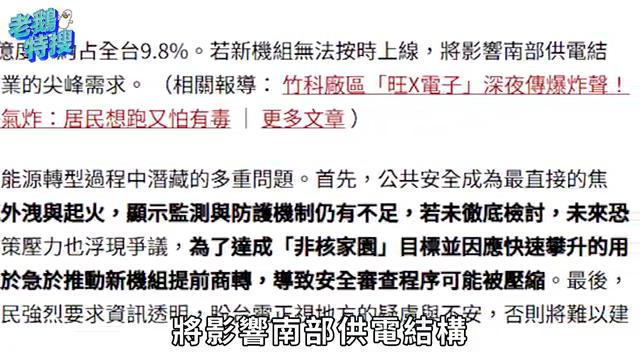 老鵝
特搜
占全台9.8%。若新機組無法按時上線，將影響南部供電結
業的尖峰需求。（相關報導：竹科廠區「旺X電子」深夜傳爆炸聲！
氣炸：居民想跑又怕有毒｜更多文章）
能源轉型過程中潛藏的多重問題。首先，公共安全成為最直接的焦
外洩與起火，顯示監測與防護機制仍有不足，若未徹底檢討，未來恐
策壓力也浮現爭議，為了達成「非核家園」目標並因應快速攀升的用
於急於推動新機組提前商轉，導致安全審查程序可能被壓縮。最後，
民強烈要求資訊透明，盼台電正視地方的疑慮與不安，否則將難以建
將影響南部供電結構